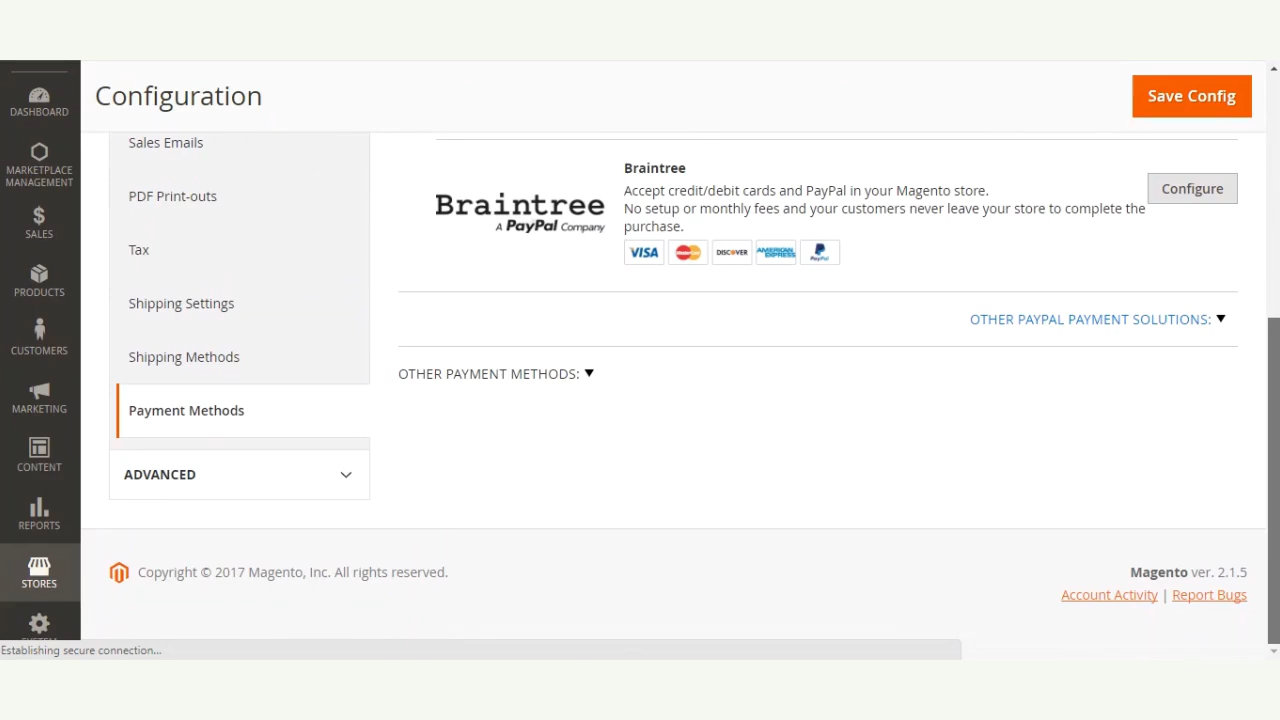 Configuration
Save Config
DASHBOARD
MARKETPLACE
MANAGEMENT
SALES
PRODUCTS
CUSTOMERS
MARKETING
CONTENT
REPORTS
STORES
Sales Emails
PDF Print-outs
Tax
Shipping Settings
Shipping Methods
Payment Methods
ADVANCED
Braintree
A PayPal Company
Braintree
Accept credit/debit cards and PayPal in your Magento store.
No setup or monthly fees and your customers never leave your store to complete the
purchase.
VISA
DISCOVER
AMERICAN
EXPRESS
PayPal
Configure
OTHER PAYPAL PAYMENT SOLUTIONS:
OTHER PAYMENT METHODS:
Copyright © 2017 Magento, Inc. All rights reserved.
Magento ver. 2.1.5
Account Activity | Report Bugs
Establishing secure connection...